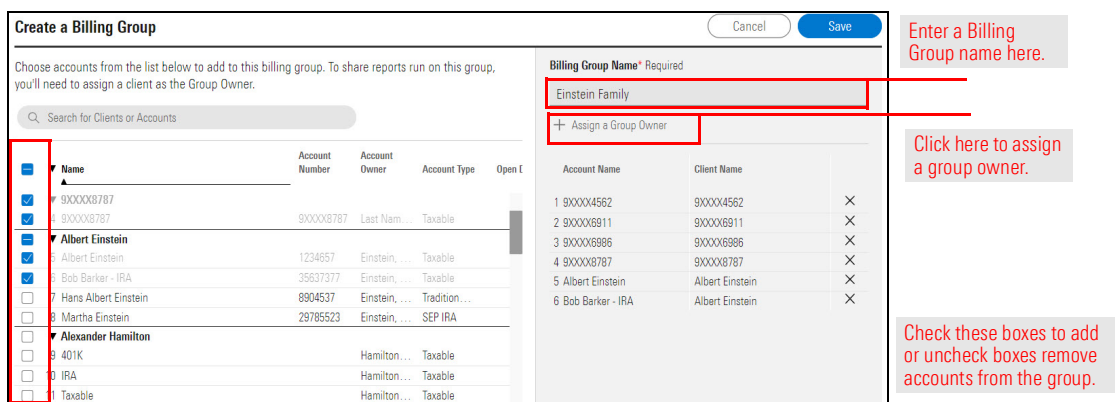 Create a Billing Group
Cancel
Save
Choose accounts from the list below to add to this billing group. To share reports run on this group,
you'll need to assign a client as the Group Owner.
Search for Clients or Accounts
Name Account Number Account Owner Account Type Open D
9XXXX8787
4 9XXXX8787 9XXXX8787 Last Nam... Taxable
Albert Einstein
5 Albert Einstein 1234657 Einstein, ... Taxable
6 Bob Barker - IRA 35637377 Einstein, ... Taxable
7 Hans Albert Einstein 8904537 Einstein, ... Tradition...
8 Martha Einstein 29785523 Einstein, ... SEP IRA
Alexander Hamilton
9 401K Hamilton... Taxable
10 IRA Hamilton... Taxable
11 Taxable Hamilton... Taxable
Billing Group Name* Required
Einstein Family
+ Assign a Group Owner
Account Name Client Name
1 9XXXX4562 9XXXX4562
2 9XXXX6911 9XXXX6911
3 9XXXX6986 9XXXX6986
4 9XXXX8787 9XXXX8787
5 Albert Einstein Albert Einstein
6 Bob Barker - IRA Albert Einstein
Enter a Billing
Group name here.
Click here to assign
a group owner.
Check these boxes to add
or uncheck boxes remove
accounts from the group.